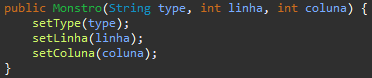 public Monstro(String type, int linha, int coluna) {
    setType(type);
    setLinha(linha);
    setColuna(coluna);
}